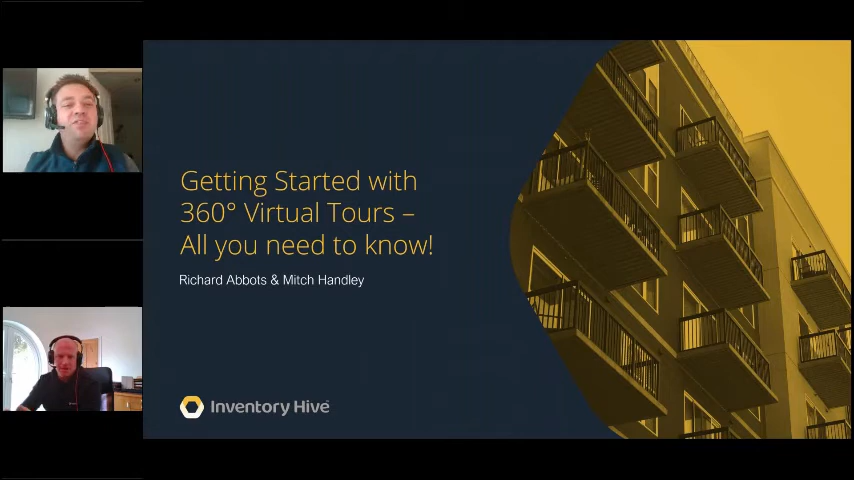 Getting Started with
360° Virtual Tours –
All you need to know!
Richard Abbots & Mitch Handley
Inventory Hive